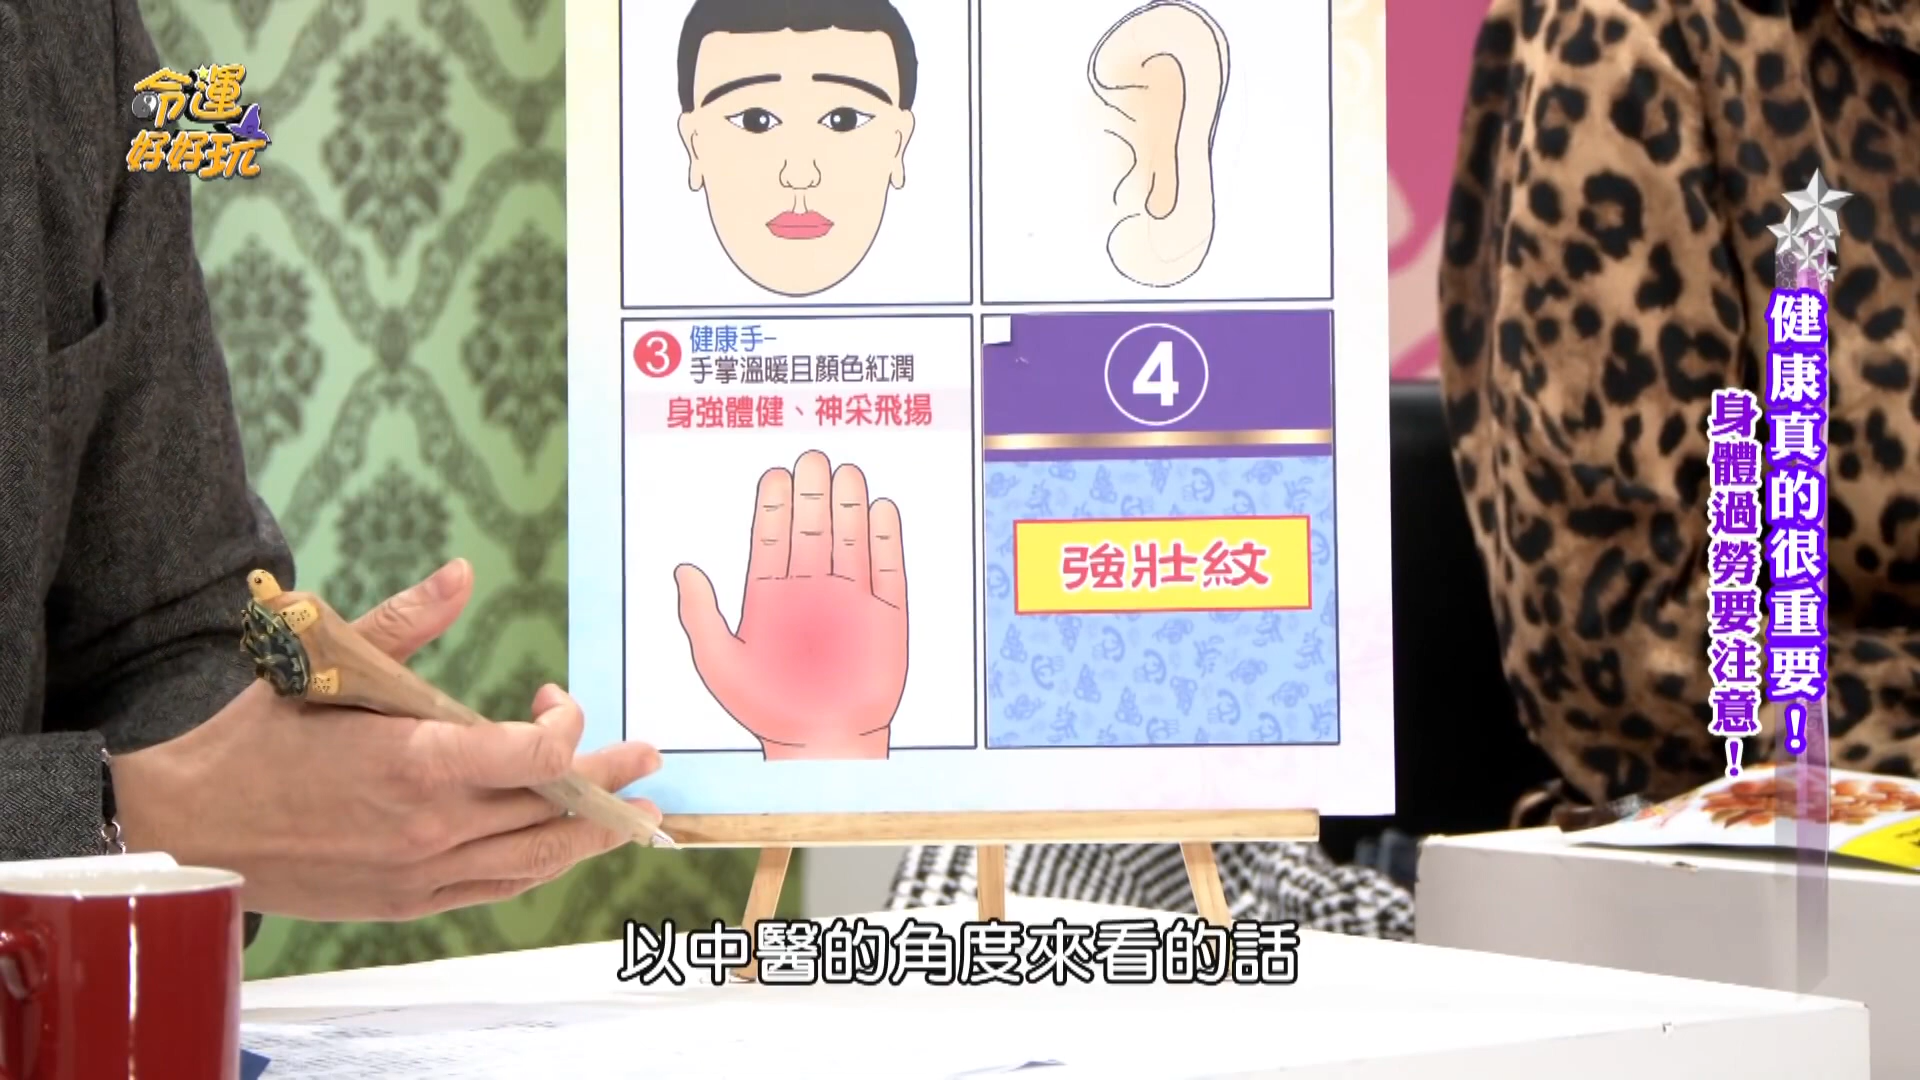 命運
好好玩
3
健康手-
手掌溫暖且顏色紅潤
身強體健、神采飛揚
4
強壯紋
健康真的很重要!
身體過勞要注意!
以中醫的角度來看的話